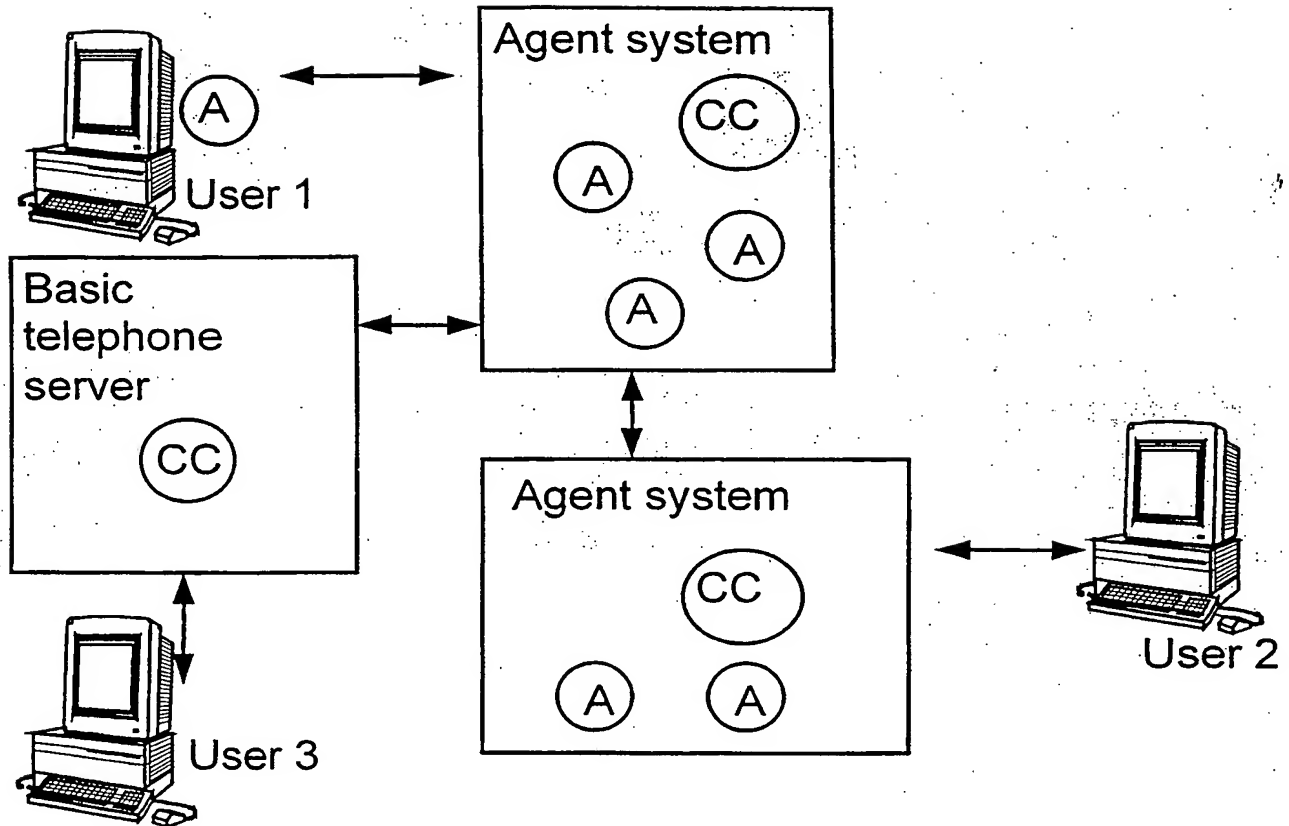 Agent system
CC
A
User 1
A
A
A
Basic
telephone
server
CC
Agent system
CC
A
A
User 2
User 3